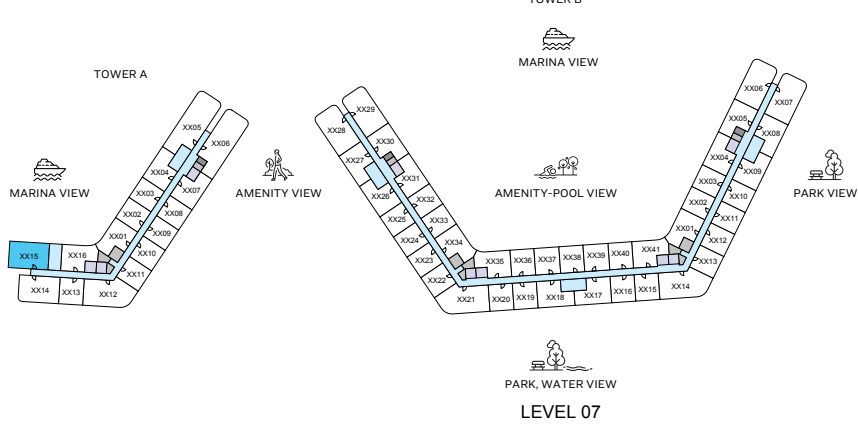 TOWER B
MARINA VIEW
TOWER A
XX05
XX06
XX04
XX07
XX03
XX08
XX02
XX09
XX01
XX10
XX16
XX11
XX15
XX14
XX13
XX12
MARINA VIEW
AMENITY VIEW
XX29
XX28
XX30
XX27
XX31
XX26
XX32
XX25
XX33
XX24
XX34
XX23
XX22
XX21
XX35
XX36
XX37
XX38
XX39
XX40
XX41
XX20
XX19
XX18
XX17
XX16
XX15
XX14
XX06
XX07
XX05
XX08
XX04
XX09
XX03
XX10
XX02
XX11
XX01
XX12
XX13
AMENITY-POOL VIEW
PARK VIEW
PARK, WATER VIEW
LEVEL 07